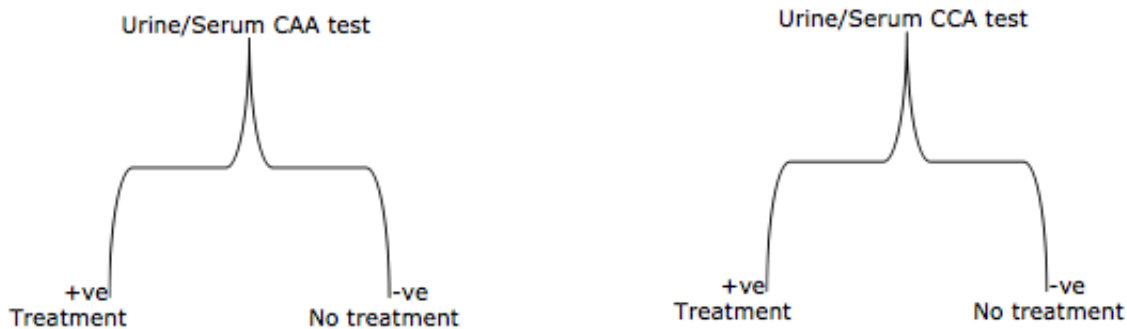 Urine/Serum CAA test
+ve
Treatment
-ve
No treatment
Urine/Serum CCA test
+ve
Treatment
-ve
No treatment